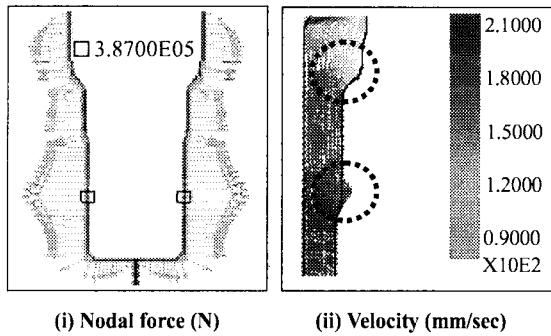 3.8700E05
2.1000
1.8000
1.5000
1.2000
0.9000
X10E2
(i) Nodal force (N)
(ii) Velocity (mm/sec)